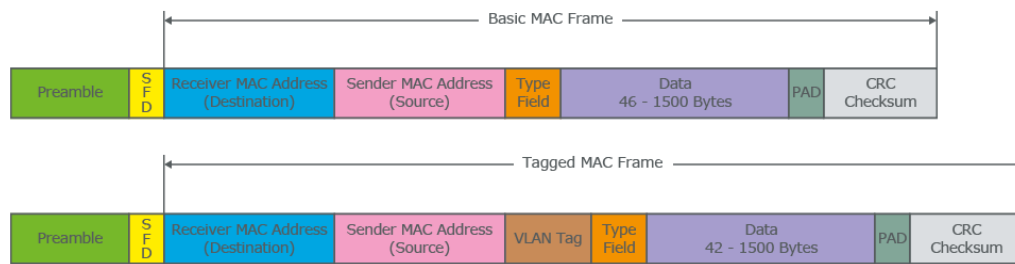 Basic MAC Frame
Preamble
S
F
D
Receiver MAC Address
(Destination)
Sender MAC Address
(Source)
Type
Field
Data
46 - 1500 Bytes
PAD
CRC
Checksum
Tagged MAC Frame
Preamble
S
F
D
Receiver MAC Address
(Destination)
Sender MAC Address
(Source)
VLAN Tag
Type
Field
Data
42 - 1500 Bytes
PAD
CRC
Checksum